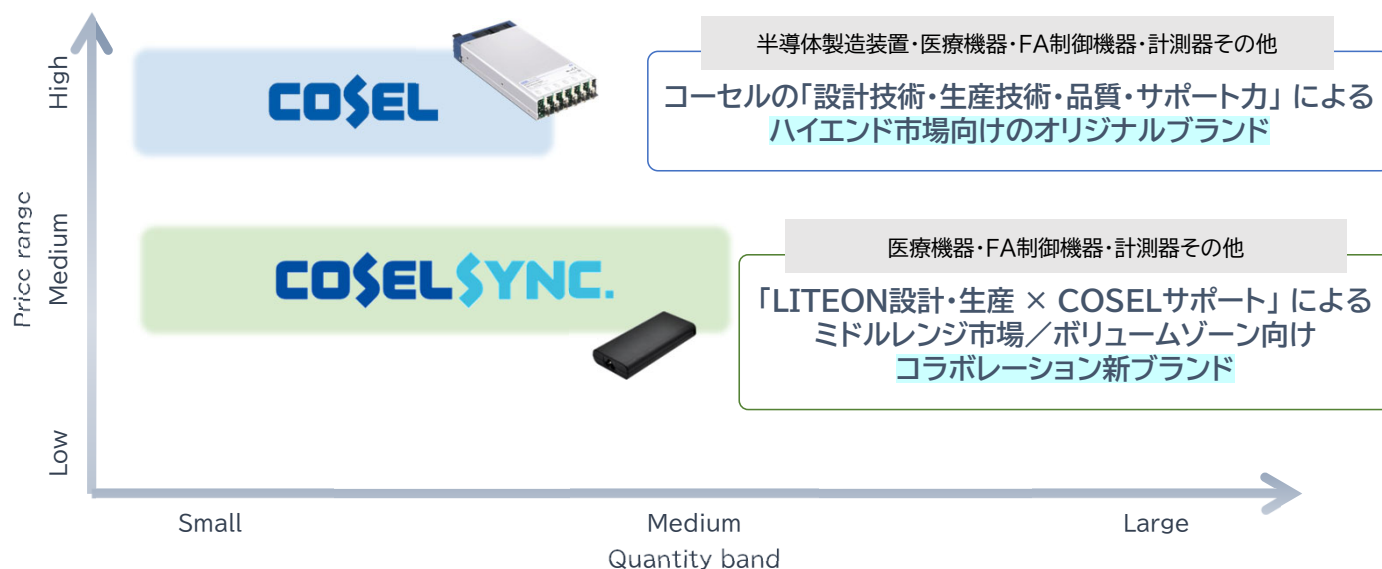 半導体製造装置・医療機器・FA制御機器・計測器その他
High
COSEL
コーセルの「設計技術・生産技術・品質・サポート力」による
ハイエンド市場向けのオリジナルブランド
Price range
Medium
医療機器・FA制御機器・計測器その他
COSELSYNC.
「LITEON設計・生産 × COSELサポート」による
ミドルレンジ市場／ボリュームゾーン向け
コラボレーション新ブランド
Low
Small
Medium
Large
Quantity band